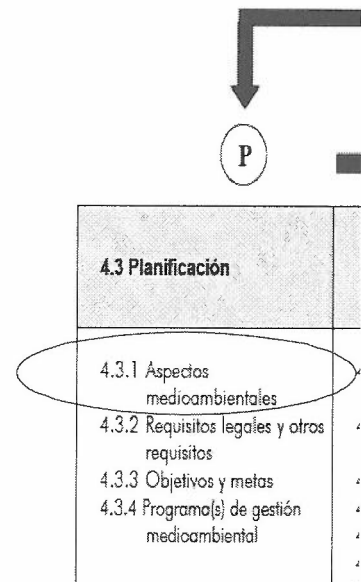 P
4.3 Planificación
4.3.1 Aspectos
medioambientales
4.3.2 Requisitos legales y otros
requisitos
4.3.3 Objetivos y metas
4.3.4 Programa(s) de gestión
medioambiental